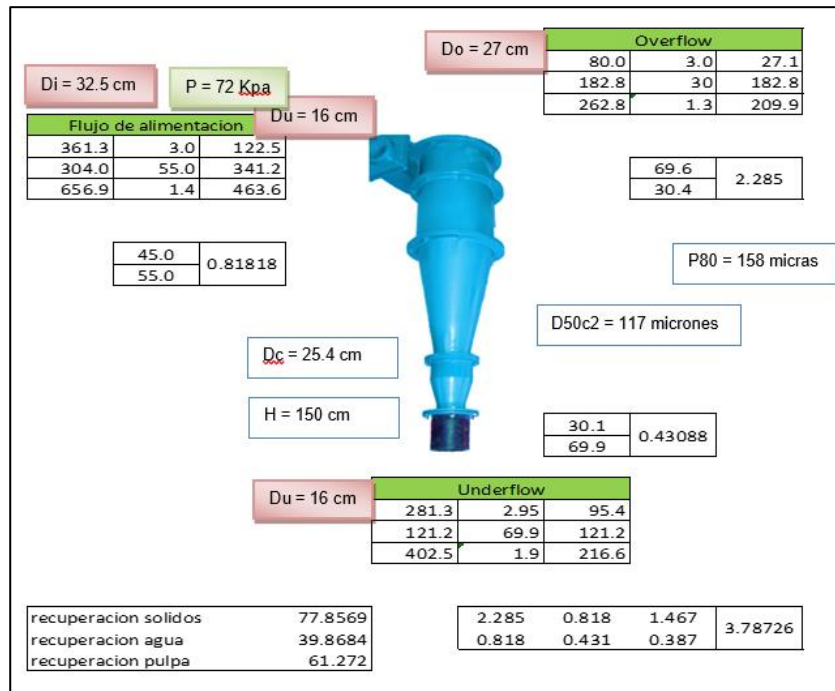 Do = 27 cm
Overflow
80.0 3.0 27.1
182.8 30 182.8
262.8 1.3 209.9
Di = 32.5 cm
P = 72 Kpa
Du = 16 cm
Flujo de alimentacion
361.3 3.0 122.5
304.0 55.0 341.2
656.9 1.4 463.6
69.6
30.4
2.285
45.0
55.0
0.81818
P80 = 158 micras
D50c2 = 117 micrones
Dc = 25.4 cm
H = 150 cm
30.1
69.9
0.43088
Du = 16 cm
Underflow
281.3 2.95 95.4
121.2 69.9 121.2
402.5 1.9 216.6
recuperacion solidos 77.8569
recuperacion agua 39.8684
recuperacion pulpa 61.272
2.285 0.818 1.467
0.818 0.431 0.387
3.78726